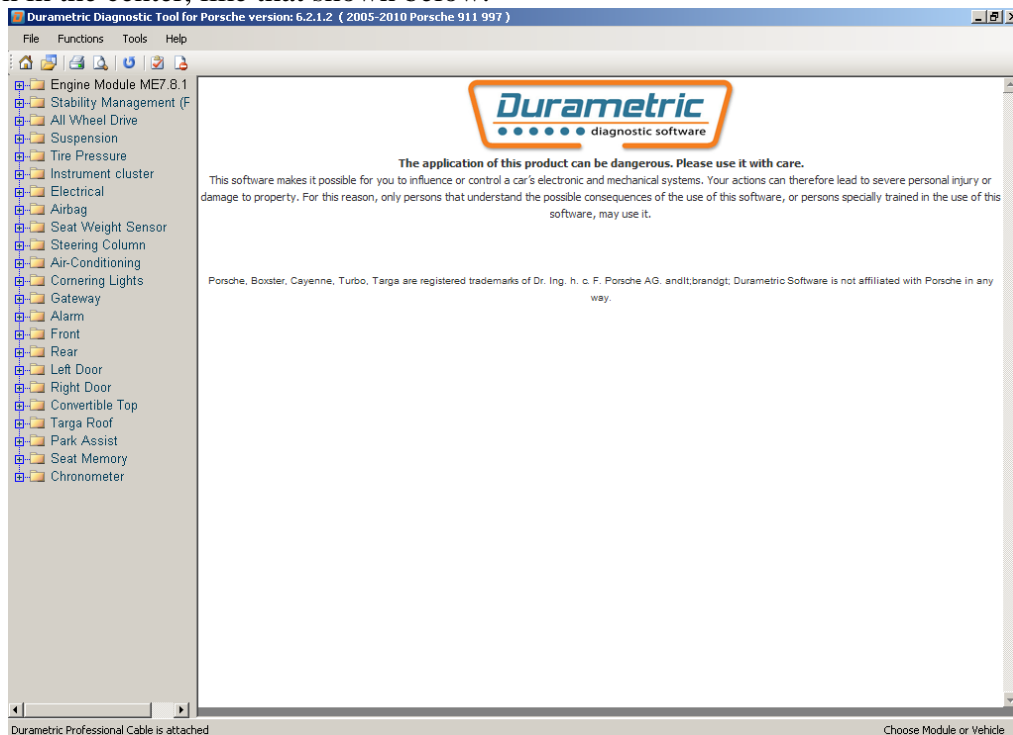 Durametric Diagnostic Tool for Porsche version: 6.2.1.2 ( 2005-2010 Porsche 911 997 )
File Functions Tools Help
Engine Module ME7.8.1
Stability Management (F
All Wheel Drive
Suspension
Tire Pressure
Instrument cluster
Electrical
Airbag
Seat Weight Sensor
Steering Column
Air-Conditioning
Cornering Lights
Gateway
Alarm
Front
Rear
Left Door
Right Door
Convertible Top
Targa Roof
Park Assist
Seat Memory
Chronometer
Durametric
diagnostic software
The application of this product can be dangerous. Please use it with care.
This software makes it possible for you to influence or control a car's electronic and mechanical systems. Your actions can therefore lead to severe personal injury or
damage to property. For this reason, only persons that understand the possible consequences of the use of this software, or persons specially trained in the use of this
software, may use it.
Porsche, Boxster, Cayenne, Turbo, Targa are registered trademarks of Dr. Ing. h. c. F. Porsche AG. andlt;brandgt; Durametric Software is not affiliated with Porsche in any
way.
Durametric Professional Cable is attached
Choose Module or Vehicle